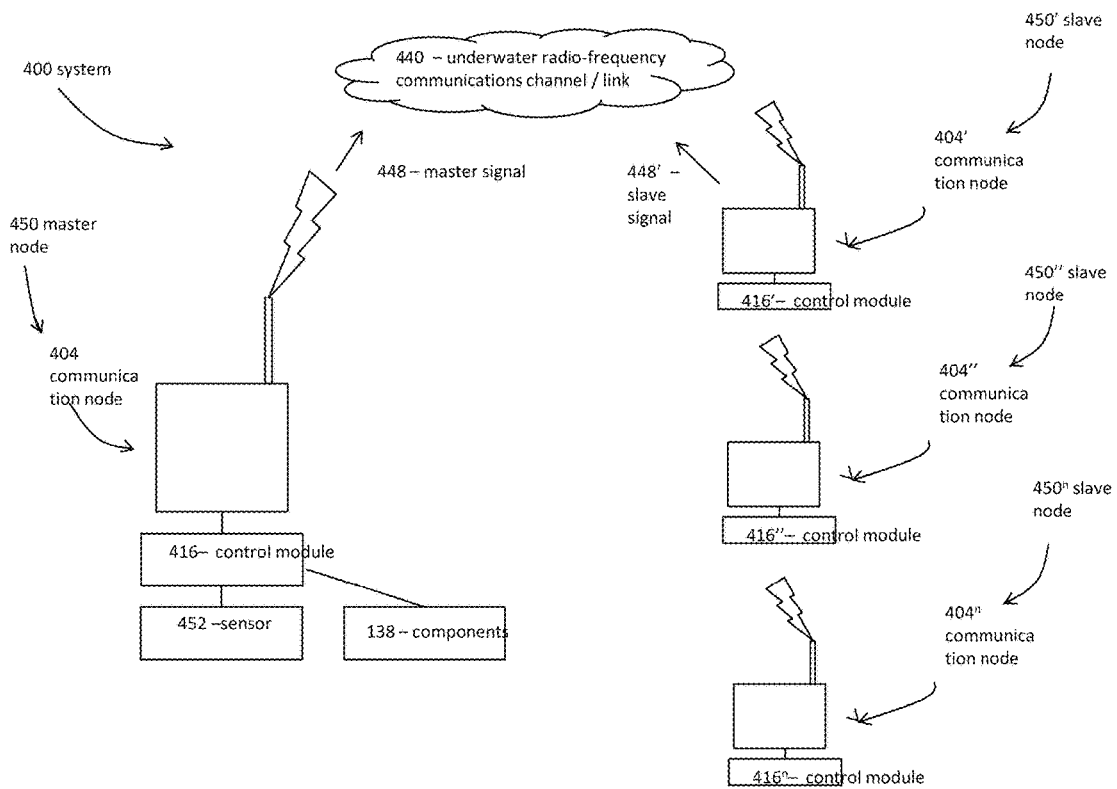 400 system
440 – underwater radio-frequency
communications channel / link
450' slave
node
448 – master signal
448' –
slave
signal
404'
communica
tion node
450 master
node
416'– control module
450'' slave
node
404
communica
tion node
404''
communica
tion node
416''– control module
450ⁿ slave
node
416– control module
452 –sensor
138 – components
404ⁿ
communica
tion node
416ⁿ– control module